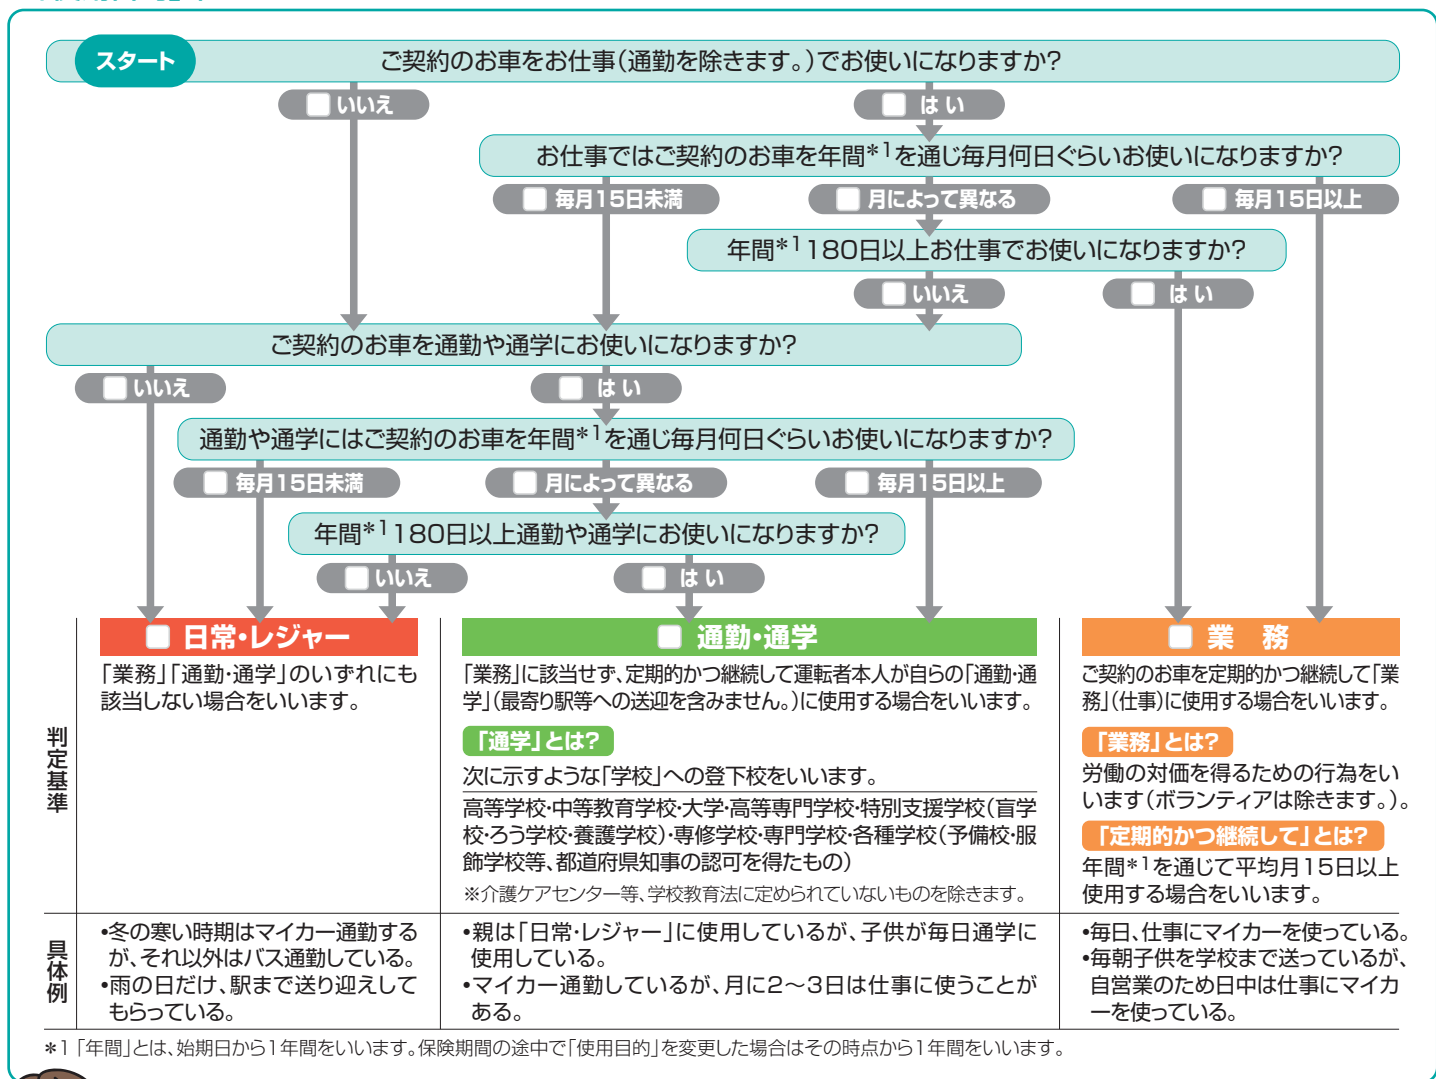 スタート
ご契約のお車をお仕事(通勤を除きます。)でお使いになりますか?
いいえ
はい
お仕事ではご契約のお車を年間*1を通じ毎月何日ぐらいお使いになりますか?
毎月15日未満
月によって異なる
毎月15日以上
年間*1180日以上お仕事でお使いになりますか?
いいえ
はい
ご契約のお車を通勤や通学にお使いになりますか?
いいえ
はい
通勤や通学にはご契約のお車を年間*1を通じ毎月何日ぐらいお使いになりますか?
毎月15日未満
月によって異なる
毎月15日以上
年間*1180日以上通勤や通学にお使いになりますか?
いいえ
はい
判定基準
日常・レジャー
「業務」「通勤・通学」のいずれにも
該当しない場合をいいます。
通勤・通学
「業務」に該当せず、定期的かつ継続して運転者本人が自らの「通勤・通
学」(最寄り駅等への送迎を含みません。)に使用する場合をいいます。
「通学」とは?
次に示すような「学校」への登下校をいいます。
高等学校・中等教育学校・大学・高等専門学校・特別支援学校(盲学
校・ろう学校・養護学校)・専修学校・専門学校・各種学校(予備校・服
飾学校等、都道府県知事の認可を得たもの)
※介護ケアセンター等、学校教育法に定められていないものを除きます。
業務
ご契約のお車を定期的かつ継続して「業
務」(仕事)に使用する場合をいいます。
「業務」とは?
労働の対価を得るための行為をい
います(ボランティアは除きます。)。
「定期的かつ継続して」とは?
年間*1を通じて平均月15日以上
使用する場合をいいます。
具体例
•冬の寒い時期はマイカー通勤する
が、それ以外はバス通勤している。
•雨の日だけ、駅まで送り迎えして
もらっている。
•親は「日常・レジャー」に使用しているが、子供が毎日通学に
使用している。
•マイカー通勤しているが、月に2〜3日は仕事に使うことが
ある。
•毎日、仕事にマイカーを使っている。
•毎朝子供を学校まで送っているが、
自営業のため日中は仕事にマイカ
ーを使っている。
*1 「年間」とは、始期日から1年間をいいます。保険期間の途中で「使用目的」を変更した場合はその時点から1年間をいいます。